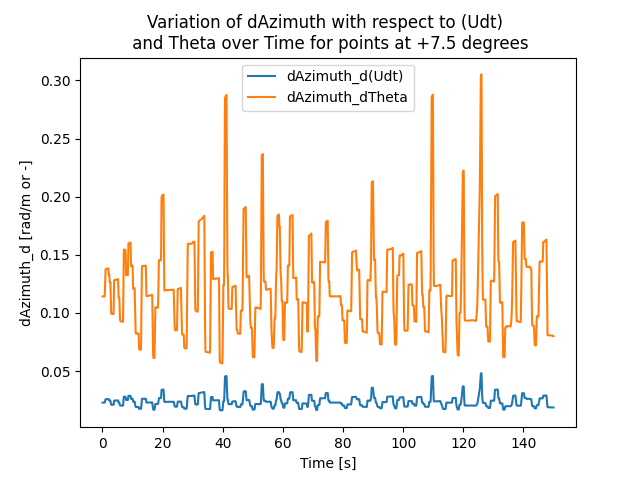 Variation of dAzimuth with respect to (Udt)
and Theta over Time for points at +7.5 degrees
dAzimuth_d(Udt)
dAzimuth_dTheta
dAzimuth_d [rad/m or -]
0.30
0.25
0.20
0.15
0.10
0.05
0 20 40 60 80 100 120 140
Time [s]